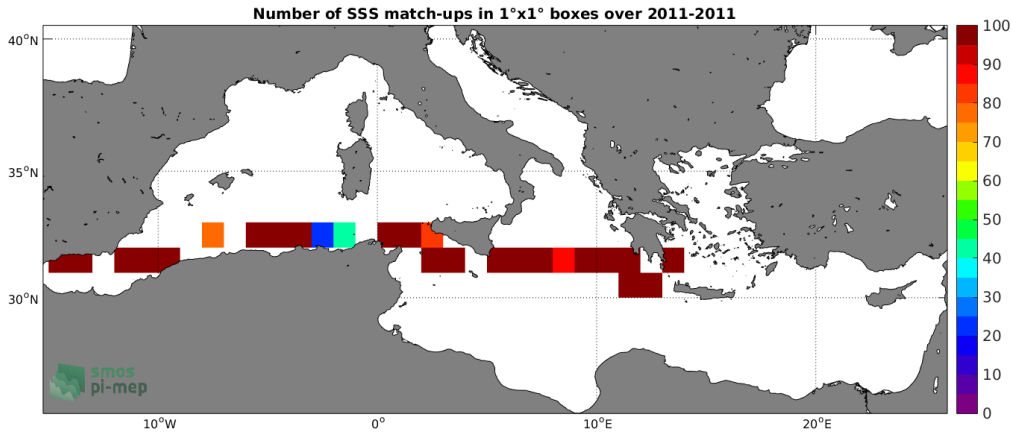 Number of SSS match-ups in 1°x1° boxes over 2011-2011
40°N
35°N
30°N
10°W
0°
10°E
20°E
100
90
80
70
60
50
40
30
20
10
0
smos
pi-mep